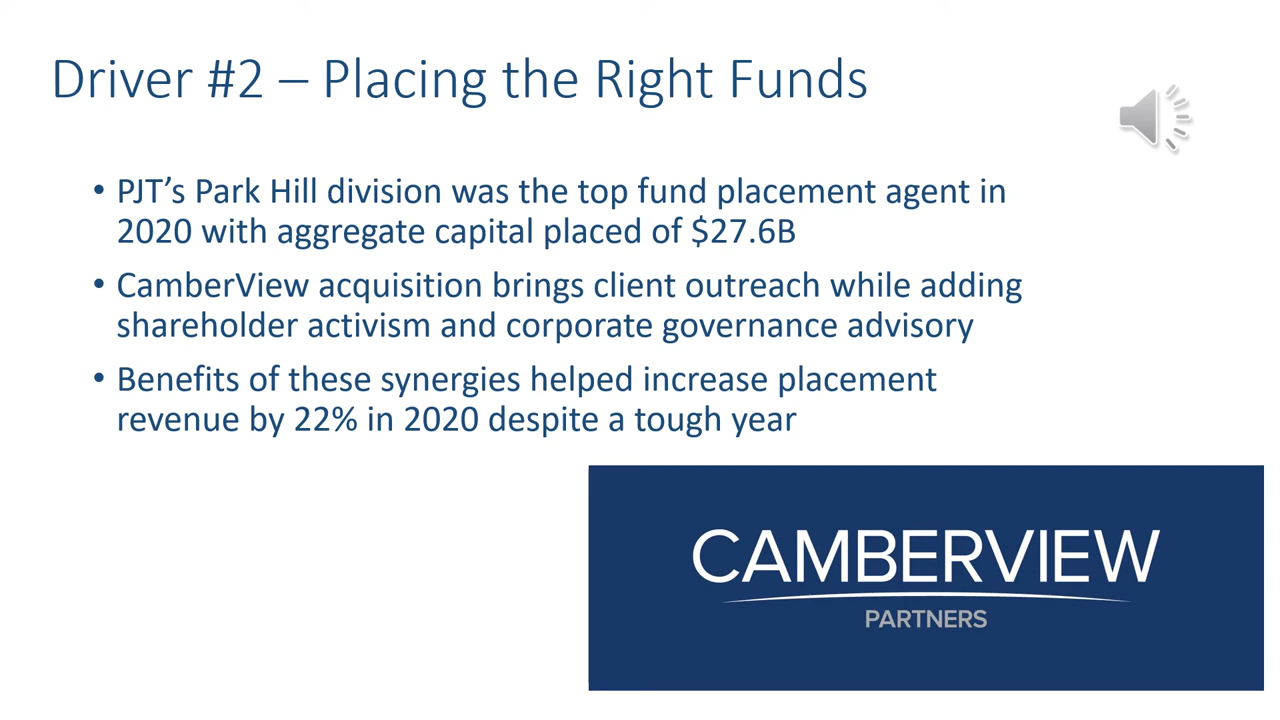 Driver #2 – Placing the Right Funds
• PJT’s Park Hill division was the top fund placement agent in
2020 with aggregate capital placed of $27.6B
• CamberView acquisition brings client outreach while adding
shareholder activism and corporate governance advisory
• Benefits of these synergies helped increase placement
revenue by 22% in 2020 despite a tough year
CAMBERVIEW
PARTNERS